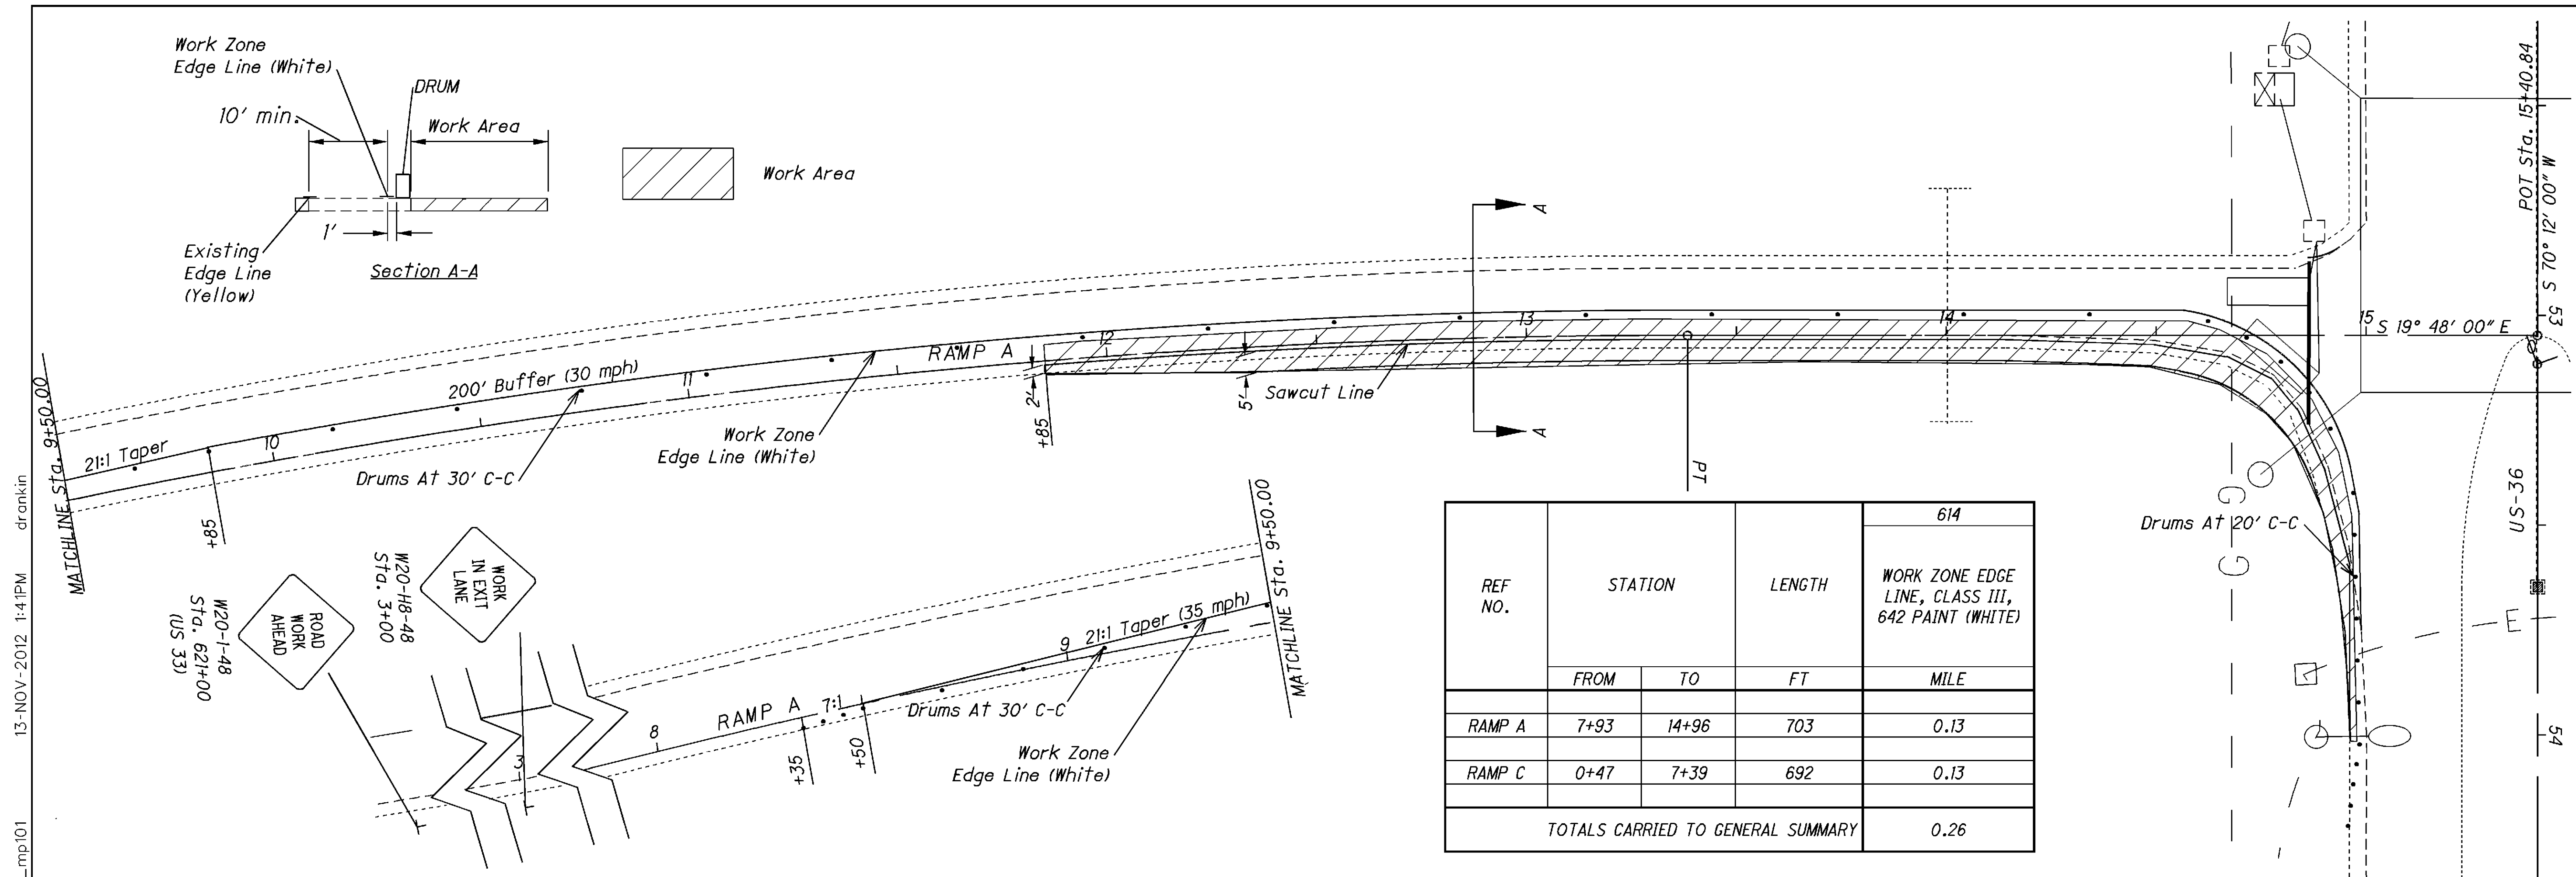 Work Zone
Edge Line (White)
DRUM
10' min.
Work Area
Existing
Edge Line
(Yellow)
1'
Section A-A
Work Area
A
A
MATCHLINE Sta. 9+50.00
21:1 Taper
10
+85
200' Buffer (30 mph)
11
Drums At 30' C-C
RAMP A
Work Zone
Edge Line (White)
2'
+85
12
5'
Sawcut Line
13
PT
14
15
S 19° 48' 00" E
POT Sta. 15+40.84
S 70° 12' 00" W
53
US-36
54
Drums At 20' C-C
G
G
E
WORK
IN EXIT
LANE
W20-H8-48
Sta. 3+00
ROAD
WORK
AHEAD
W20-1-48
Sta. 621+00
(US 33)
3
8
RAMP A
7:1
+35
+50
9
21:1 Taper (35 mph)
Drums At 30' C-C
Work Zone
Edge Line (White)
MATCHLINE Sta. 9+50.00
REF
NO.
STATION
LENGTH
614
WORK ZONE EDGE
LINE, CLASS III,
642 PAINT (WHITE)
FROM TO FT MILE
RAMP A 7+93 14+96 703 0.13
RAMP C 0+47 7+39 692 0.13
TOTALS CARRIED TO GENERAL SUMMARY 0.26
_mp101 13-NOV-2012 1:41PM drankin